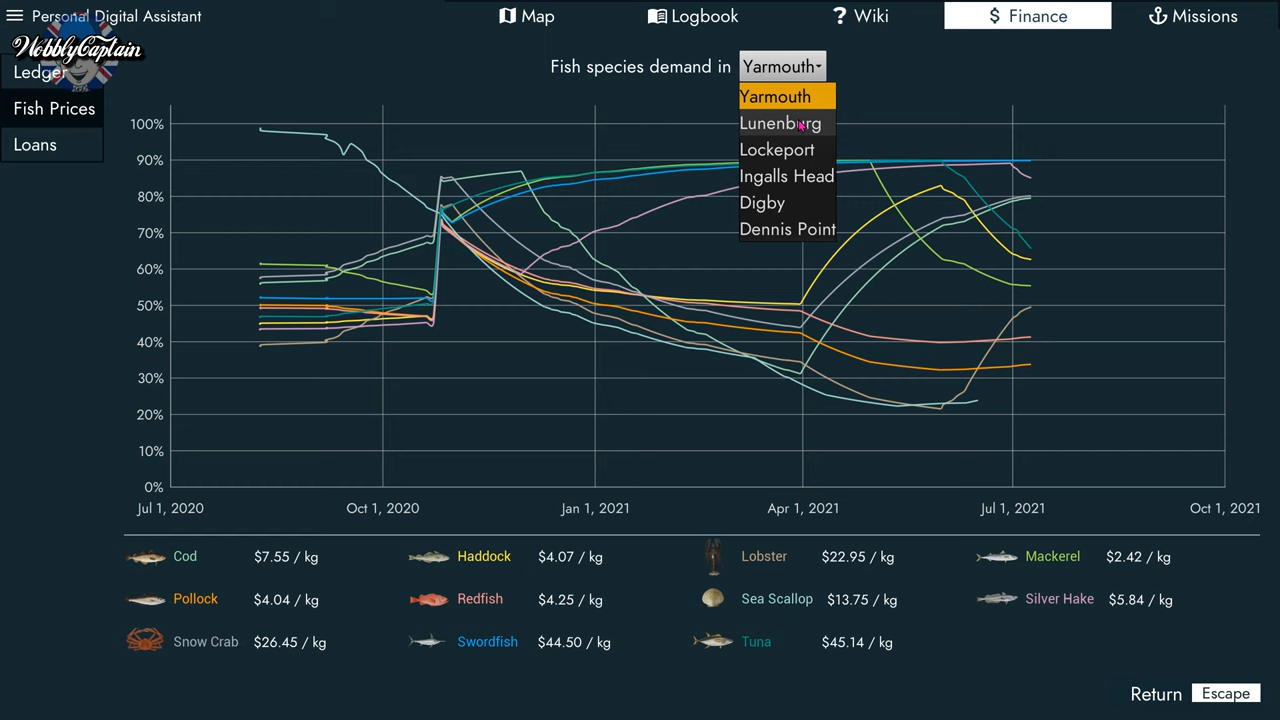 Personal Digital Assistant
Map
Logbook
? Wiki
$ Finance
Missions
WobblyCaptain
Ledger
Fish Prices
Loans
Fish species demand in Yarmouth
Yarmouth
Lunenburg
Lockeport
Ingalls Head
Digby
Dennis Point
100%
90%
80%
70%
60%
50%
40%
30%
20%
10%
0%
Jul 1, 2020 Oct 1, 2020 Jan 1, 2021 Apr 1, 2021 Jul 1, 2021 Oct 1, 2021
Cod $7.55 / kg Haddock $4.07 / kg Lobster $22.95 / kg Mackerel $2.42 / kg
Pollock $4.04 / kg Redfish $4.25 / kg Sea Scallop $13.75 / kg Silver Hake $5.84 / kg
Snow Crab $26.45 / kg Swordfish $44.50 / kg Tuna $45.14 / kg
Return Escape